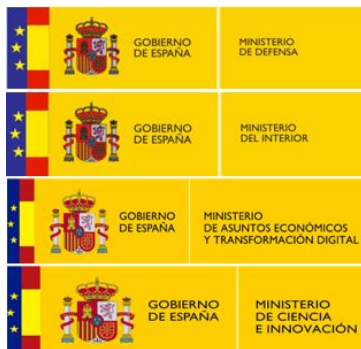 GOBIERNO
DE ESPAÑA
MINISTERIO
DE DEFENSA
GOBIERNO
DE ESPAÑA
MINISTERIO
DEL INTERIOR
GOBIERNO
DE ESPAÑA
MINISTERIO
DE ASUNTOS ECONÓMICOS
Y TRANSFORMACIÓN DIGITAL
GOBIERNO
DE ESPAÑA
MINISTERIO
DE CIENCIA
E INNOVACIÓN